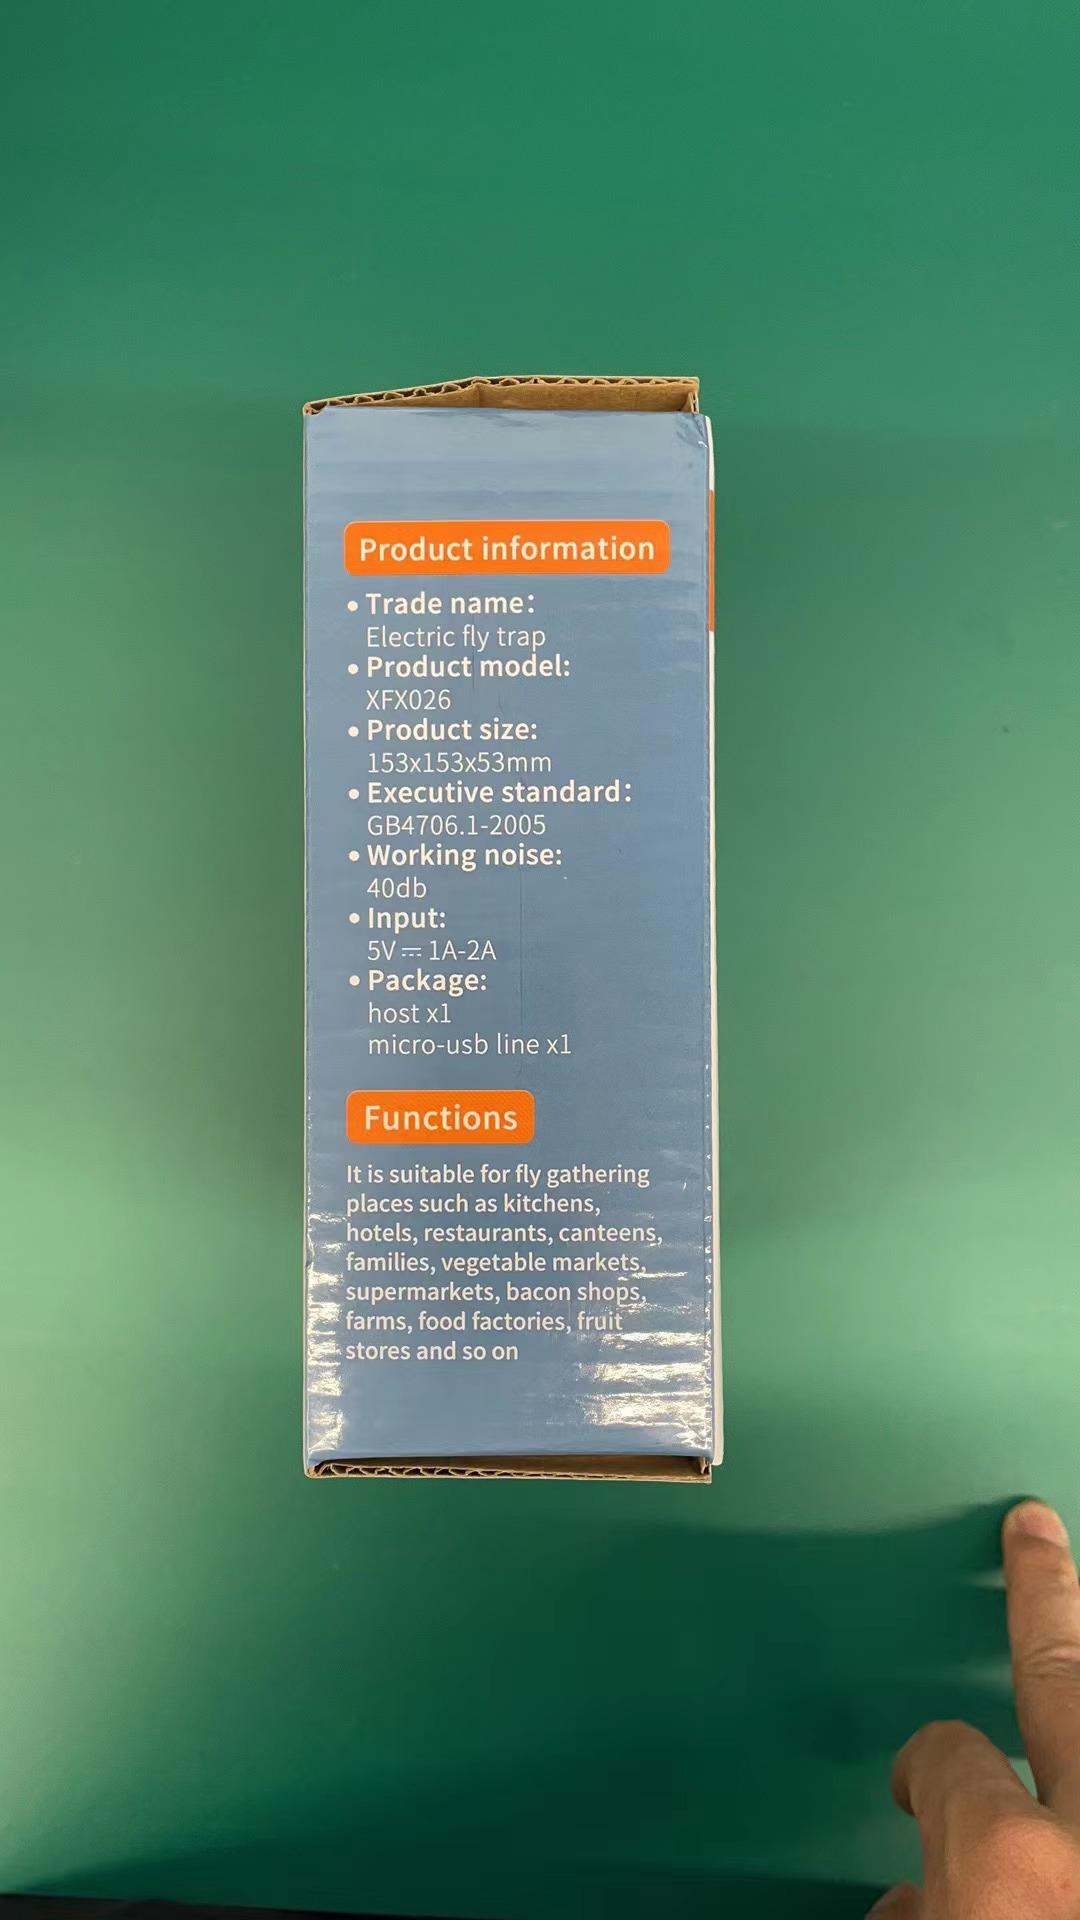 Product information
• Trade name:
Electric fly trap
• Product model:
XFX026
• Product size:
153x153x53mm
• Executive standard:
GB4706.1-2005
• Working noise:
40db
• Input:
5V⎓1A-2A
• Package:
host x1
micro-usb line x1
Functions
It is suitable for fly gathering
places such as kitchens,
hotels, restaurants, canteens,
families, vegetable markets,
supermarkets, bacon shops,
farms, food factories, fruit
stores and so on